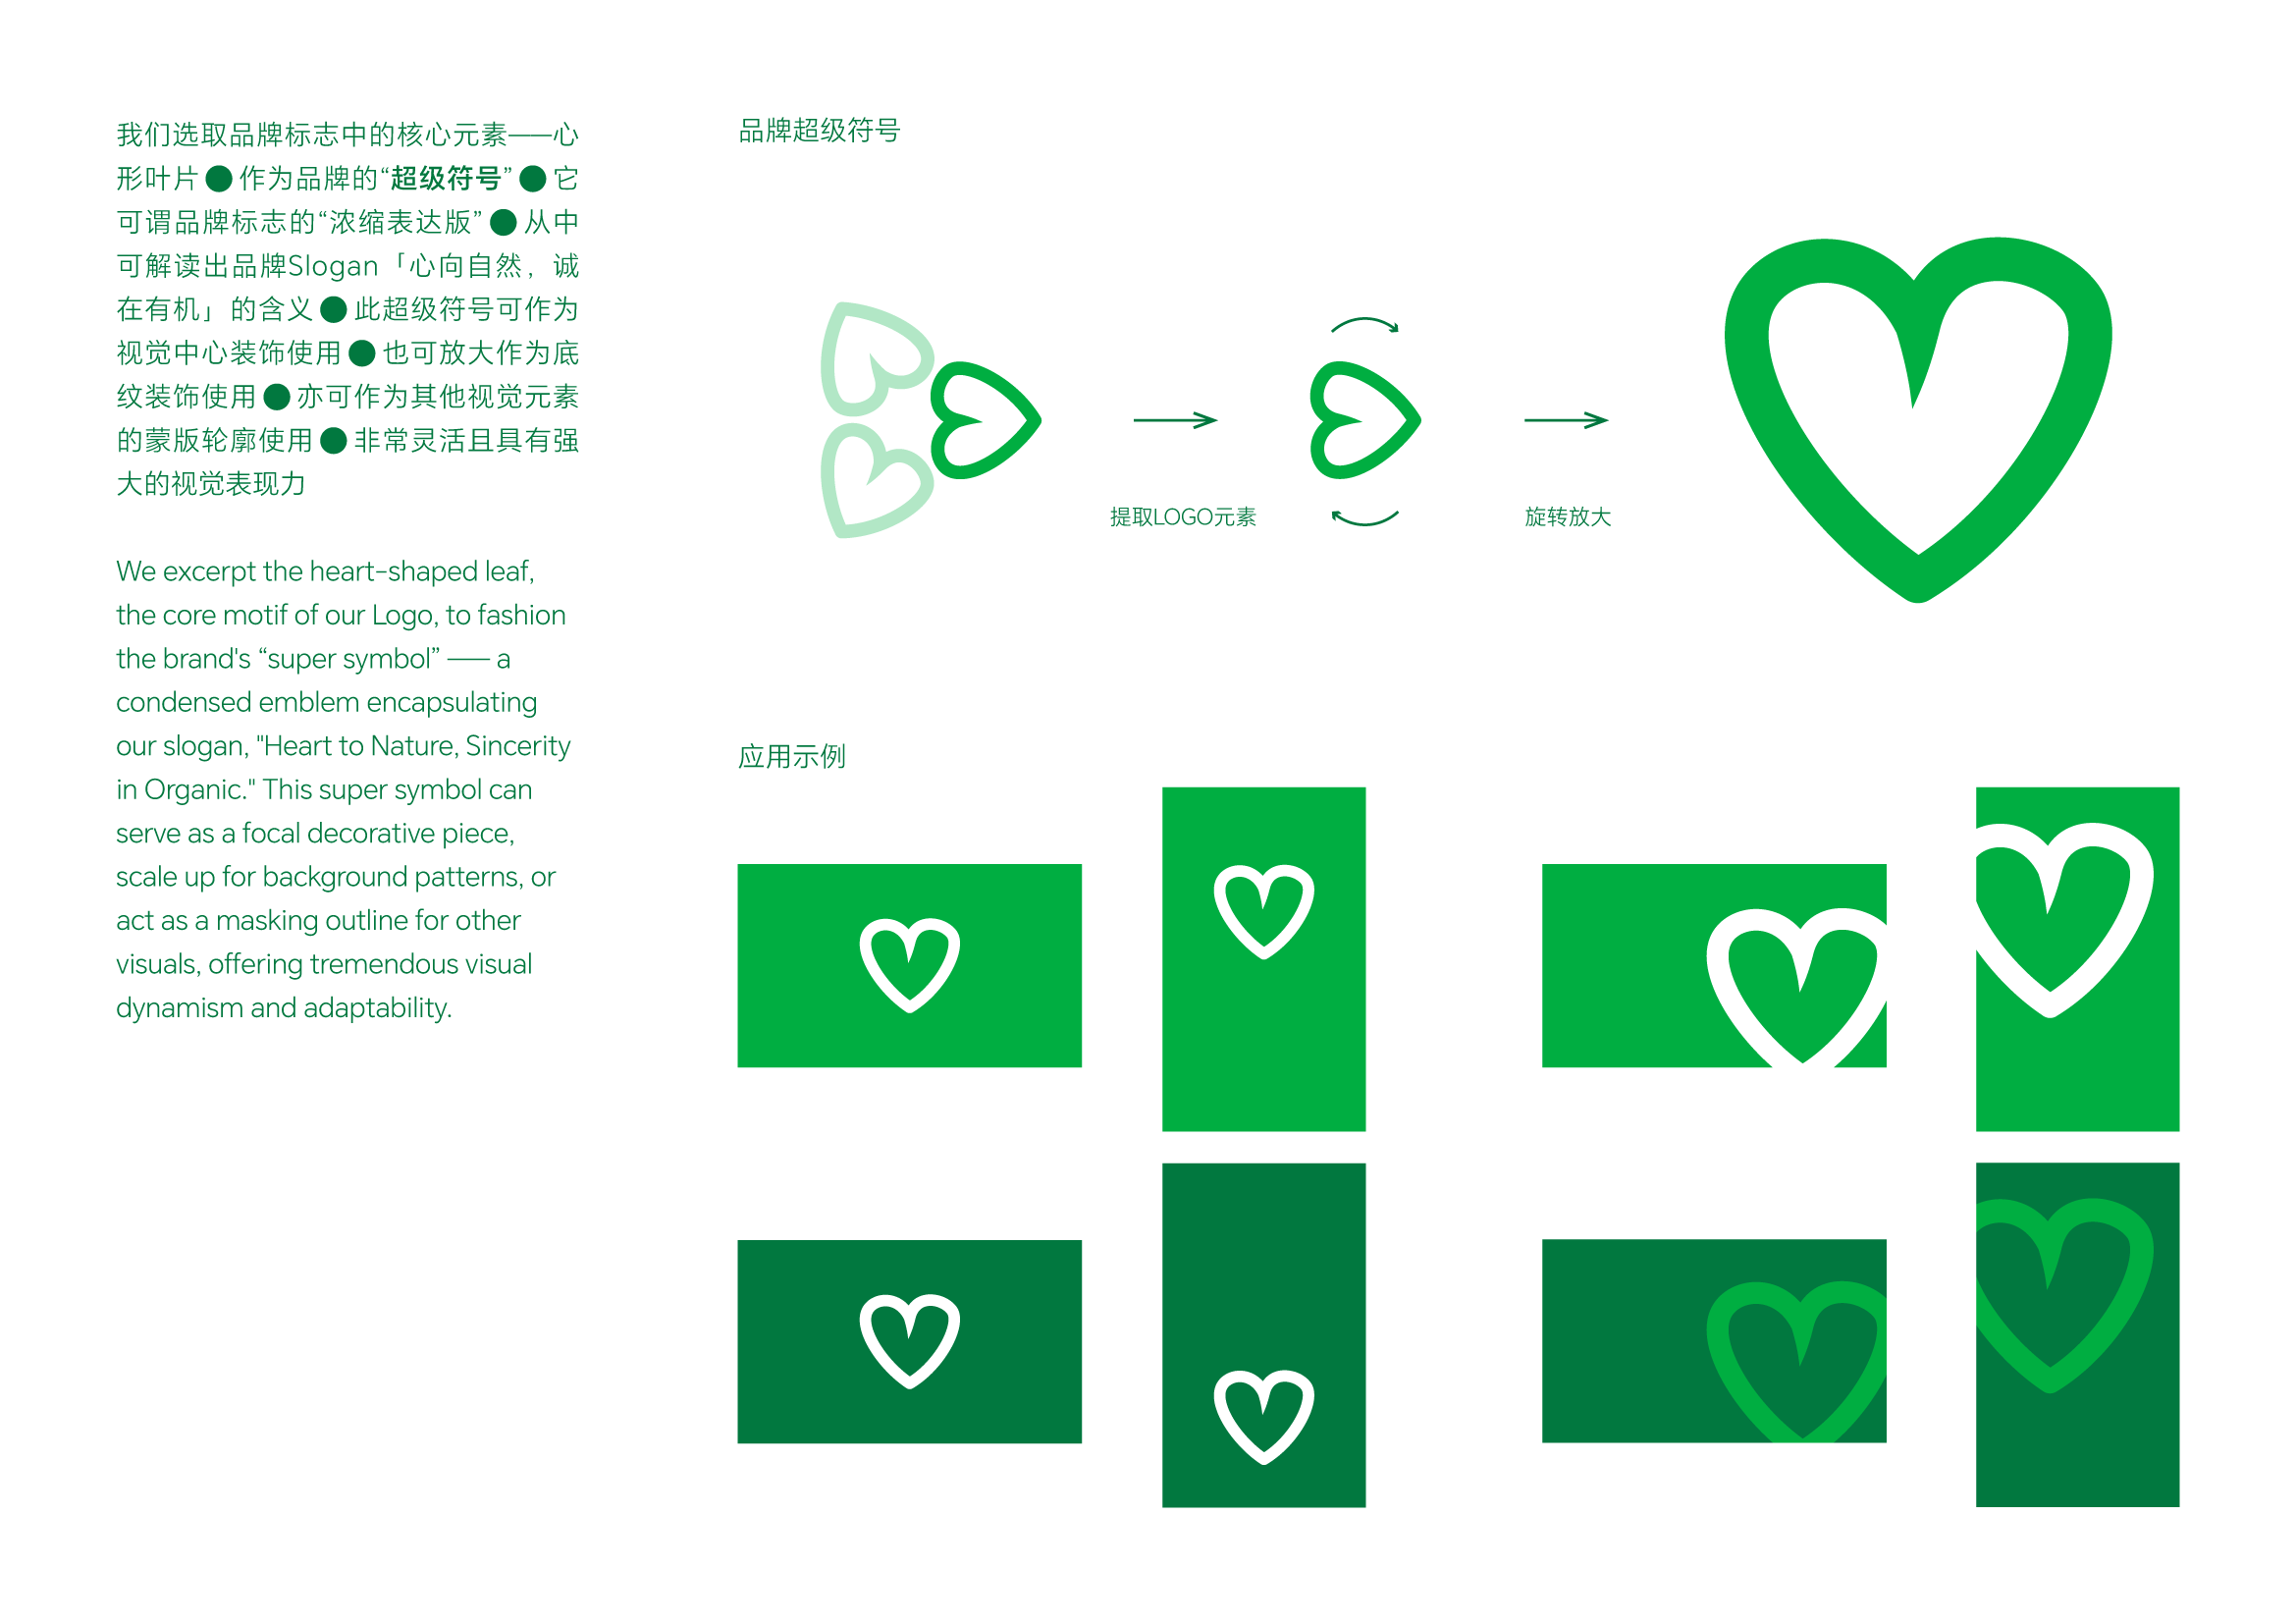 我们选取品牌标志中的核心元素——心
形叶片●作为品牌的“超级符号”●它
可谓品牌标志的“浓缩表达版”●从中
可解读出品牌Slogan「心向自然，诚
在有机」的含义●此超级符号可作为
视觉中心装饰使用●也可放大作为底
纹装饰使用●亦可作为其他视觉元素
的蒙版轮廓使用●非常灵活且具有强
大的视觉表现力
We excerpt the heart-shaped leaf,
the core motif of our Logo, to fashion
the brand's “super symbol” —— a
condensed emblem encapsulating
our slogan, "Heart to Nature, Sincerity
in Organic." This super symbol can
serve as a focal decorative piece,
scale up for background patterns, or
act as a masking outline for other
visuals, offering tremendous visual
dynamism and adaptability.
品牌超级符号
提取LOGO元素
旋转放大
应用示例